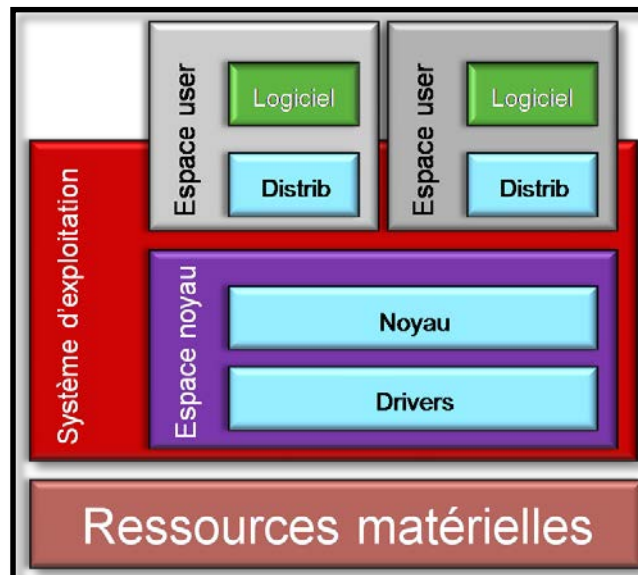 Espace user
Logiciel
Distrib
Espace user
Logiciel
Distrib
Système d'exploitation
Espace noyau
Noyau
Drivers
Ressources matérielles